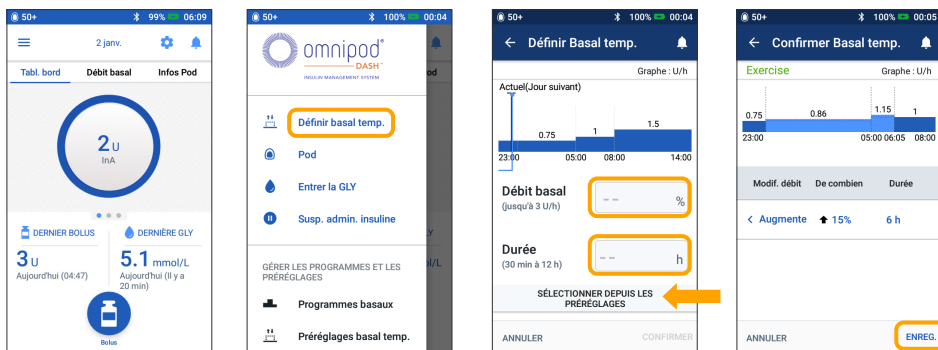 50+ 99% 06:09
2 janv.
Tabl. bord Débit basal Infos Pod
2 U
InA
DERNIER BOLUS DERNIÈRE GLY
3 U 5.1 mmol/L
Aujourd'hui (04:47) Aujourd'hui (Il y a
20 min)
Bolus
50+ 100% 00:04
omnipod®
DASH™
INSULIN MANAGEMENT SYSTEM
od
Définir basal temp.
Pod
Entrer la GLY
Susp. admin. insuline
LY
ol/L
GÉRER LES PROGRAMMES ET LES
PRÉRÉGLAGES
Programmes basaux
Préréglages basal temp.
50+ 100% 00:04
Définir Basal temp.
Graphe : U/h
Actuel(Jour suivant)
0.75 1 1.5
23:00 05:00 08:00 14:00
Débit basal
(jusqu'à 3 U/h)
-- %
Durée
(30 min à 12 h)
-- h
SÉLECTIONNER DEPUIS LES
PRÉRÉGLAGES
ANNULER CONFIRMER
50+ 100% 00:05
Confirmer Basal temp.
Exercise Graphe : U/h
0.75 0.86 1.15 1
23:00 05:00 06:05 08:00
Modif. débit De combien Durée
Augmente 15% 6 h
ANNULER ENREG.